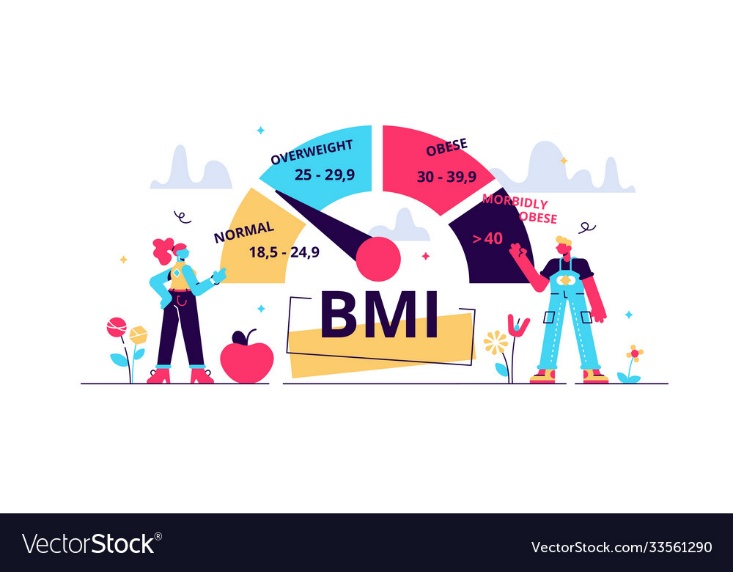 OVERWEIGHT
25 - 29,9
OBESE
30 - 39,9
NORMAL
18,5 - 24,9
MORBIDLY
OBESE
>40
BMI
VectorStock®
VectorStock.com/33561290